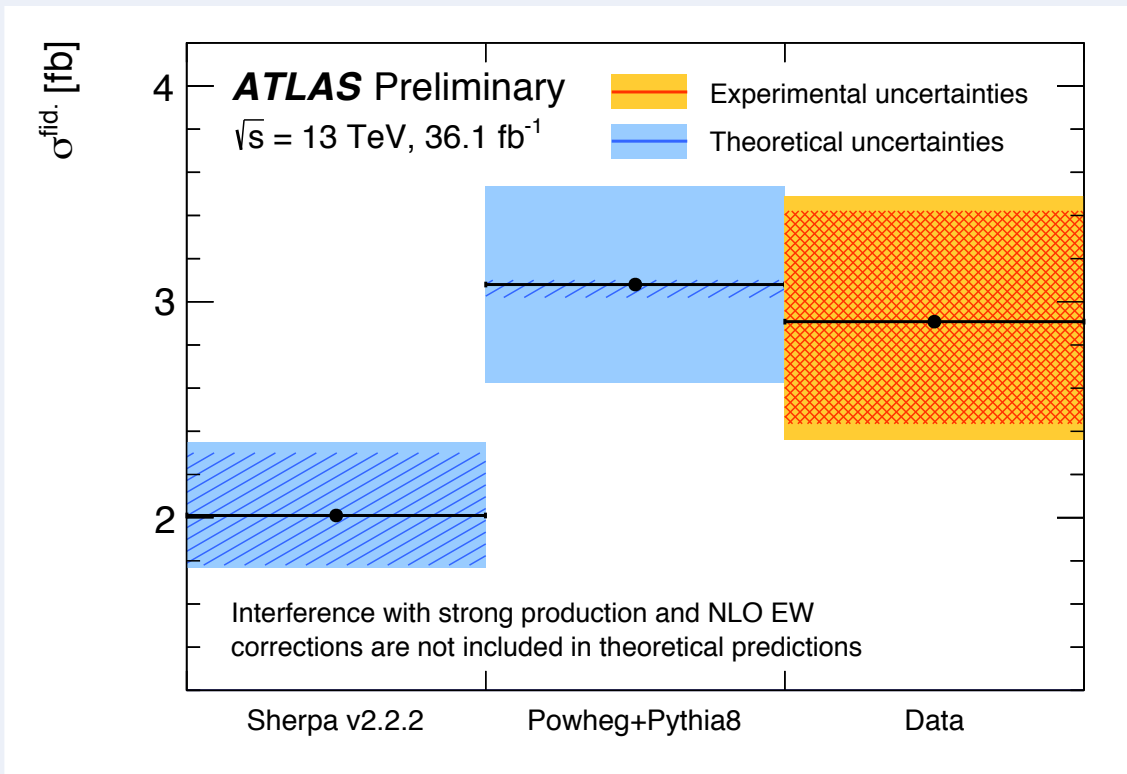 σ^fid. [fb]
4
3
2
ATLAS Preliminary
√s = 13 TeV, 36.1 fb^-1
Experimental uncertainties
Theoretical uncertainties
Interference with strong production and NLO EW
corrections are not included in theoretical predictions
Sherpa v2.2.2
Powheg+Pythia8
Data